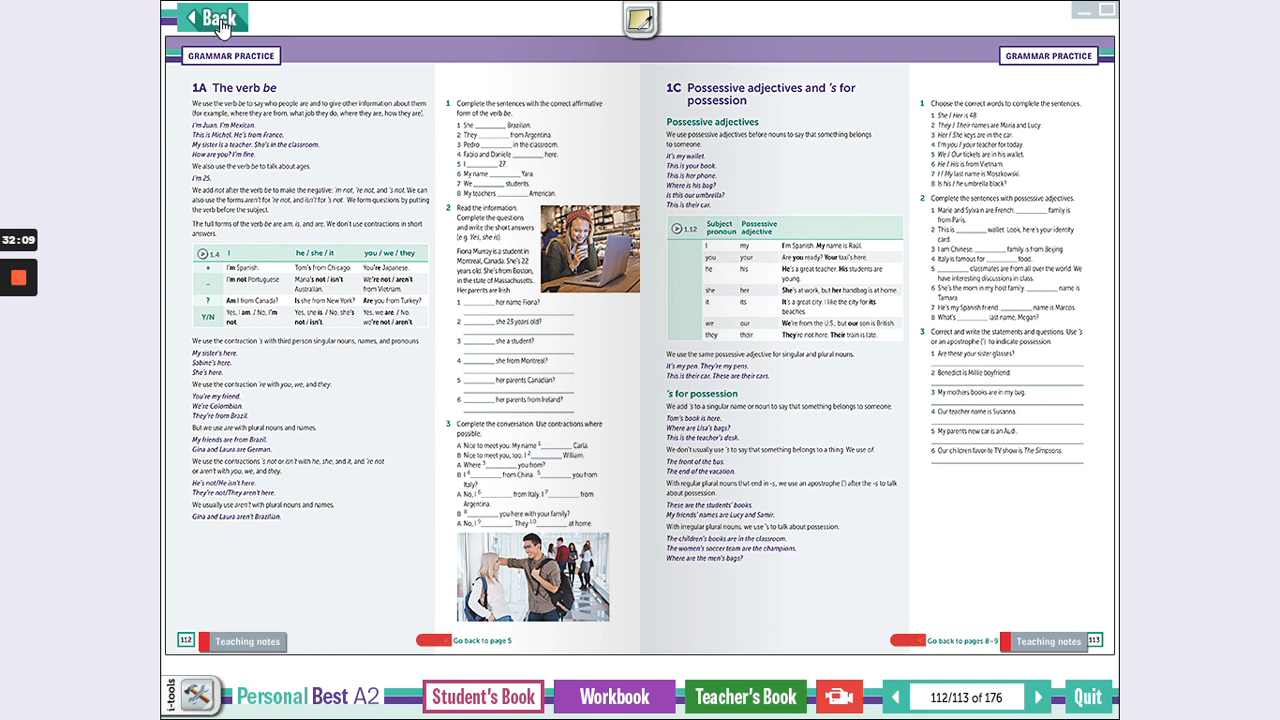 Back
GRAMMAR PRACTICE
GRAMMAR PRACTICE
32:09
1A The verb be
We use the verb be to say who people are and to give other information about them
(for example, where they are from, what job they do, where they are, how they are).
I'm Juan. I'm Mexican.
This is Michel. He's from France.
My sister is a teacher. She's in the classroom.
How are you? I'm fine.
We also use the verb be to talk about ages.
I'm 25.
We add not after the verb be to make the negative: 'm not, 're not, and 's not. We can
also use the forms aren't for 're not, and isn't for 's not. We form questions by putting
the verb before the subject.
The full forms of the verb be are am, is, and are. We don't use contractions in short
answers.
1.4 I he / she / it you / we / they
+ I'm Spanish. Tom's from Chicago. You're Japanese.
– I'm not Portuguese. Maria's not / isn't Australian. We're not / aren't from Vietnam.
? Am I from Canada? Is she from New York? Are you from Turkey?
Y/N Yes, I am. / No, I'm not. Yes, she is. / No, she's not / isn't. Yes, we are. / No, we're not / aren't.
We use the contraction 's with third person singular nouns, names, and pronouns.
My sister's here.
Sabine's here.
She's here.
We use the contraction 're with you, we, and they.
You're my friend.
We're Colombian.
They're from Brazil.
But we use are with plural nouns and names.
My friends are from Brazil.
Gina and Laura are German.
We use the contractions 's not or isn't with he, she, and it, and 're not
or aren't with you, we, and they.
He's not/He isn't here.
They're not/They aren't here.
We usually use aren't with plural nouns and names.
Gina and Laura aren't Brazilian.
1 Complete the sentences with the correct affirmative
form of the verb be.
1 She ________ Brazilian.
2 They ________ from Argentina.
3 Pedro ________ in the classroom.
4 Fabio and Daniele ________ here.
5 I ________ 27.
6 My name ________ Yara.
7 We ________ students.
8 My teachers ________ American.
2 Read the information.
Complete the questions
and write the short answers
(e.g. Yes, she is).
Fiona Murray is a student in
Montreal, Canada. She's 22
years old. She's from Boston,
in the state of Massachusetts.
Her parents are Irish.
1 ________ her name Fiona?
2 ________ she 23 years old?
3 ________ she a student?
4 ________ she from Montreal?
5 ________ her parents Canadian?
6 ________ her parents from Ireland?
3 Complete the conversation. Use contractions where
possible.
A Nice to meet you. My name 1________ Carla.
B Nice to meet you, too. I 2________ William.
A Where 3________ you from?
B I 4________ from China. 5________ you from
Italy?
A No, I 6________ from Italy. I 7________ from
Argentina.
B 8________ you here with your family?
A No, I 9________. They 10________ at home.
112
Teaching notes
Go back to page 5
1C Possessive adjectives and 's for
possession
Possessive adjectives
We use possessive adjectives before nouns to say that something belongs
to someone.
It's my wallet.
This is your book.
This is her phone.
Where is his bag?
Is this our umbrella?
This is their car.
1.12 Subject pronoun Possessive adjective
I my I'm Spanish. My name is Raúl.
you your Are you ready? Your taxi's here.
he his He's a great teacher. His students are young.
she her She's at work, but her handbag is at home.
it its It's a great city. I like the city for its beaches.
we our We're from the U.S., but our son is British.
they their They're not here. Their train is late.
We use the same possessive adjective for singular and plural nouns.
It's my pen. They're my pens.
This is their car. These are their cars.
's for possession
We add 's to a singular name or noun to say that something belongs to someone.
Tom's book is here.
Where are Lisa's bags?
This is the teacher's desk.
We don't usually use 's to say that something belongs to a thing. We use of.
The front of the bus.
The end of the vacation.
With regular plural nouns that end in -s, we use an apostrophe (') after the -s to talk
about possession.
These are the students' books.
My friends' names are Lucy and Samir.
With irregular plural nouns, we use 's to talk about possession.
The children's books are in the classroom.
The women's soccer team are the champions.
Where are the men's bags?
1 Choose the correct words to complete the sentences.
1 She / Her is 48.
2 They / Their names are Maria and Lucy.
3 Her / She keys are in the car.
4 I'm you / your teacher for today.
5 We / Our tickets are in his wallet.
6 He / His is from Vietnam.
7 I / My last name is Moszkowski.
8 Is his / he umbrella black?
2 Complete the sentences with possessive adjectives.
1 Marie and Sylvain are French. ________ family is
from Paris.
2 This is ________ wallet. Look, here's your identity
card.
3 I am Chinese. ________ family is from Beijing
4 Italy is famous for ________ food.
5 ________ classmates are from all over the world. We
have interesting discussions in class.
6 She's the mom in my host family. ________ name is
Tamara.
7 He's my Spanish friend. ________ name is Marcos.
8 What's ________ last name, Megan?
3 Correct and write the statements and questions. Use 's
or an apostrophe (') to indicate possession.
1 Are these your sister glasses?
2 Benedict is Millie boyfriend.
3 My mothers books are in my bag.
4 Our teacher name is Susanna.
5 My parents new car is an Audi.
6 Our children favorite TV show is The Simpsons.
Go back to pages 8–9
Teaching notes
113
i-tools
Personal Best A2
Student's Book
Workbook
Teacher's Book
112/113 of 176
Quit